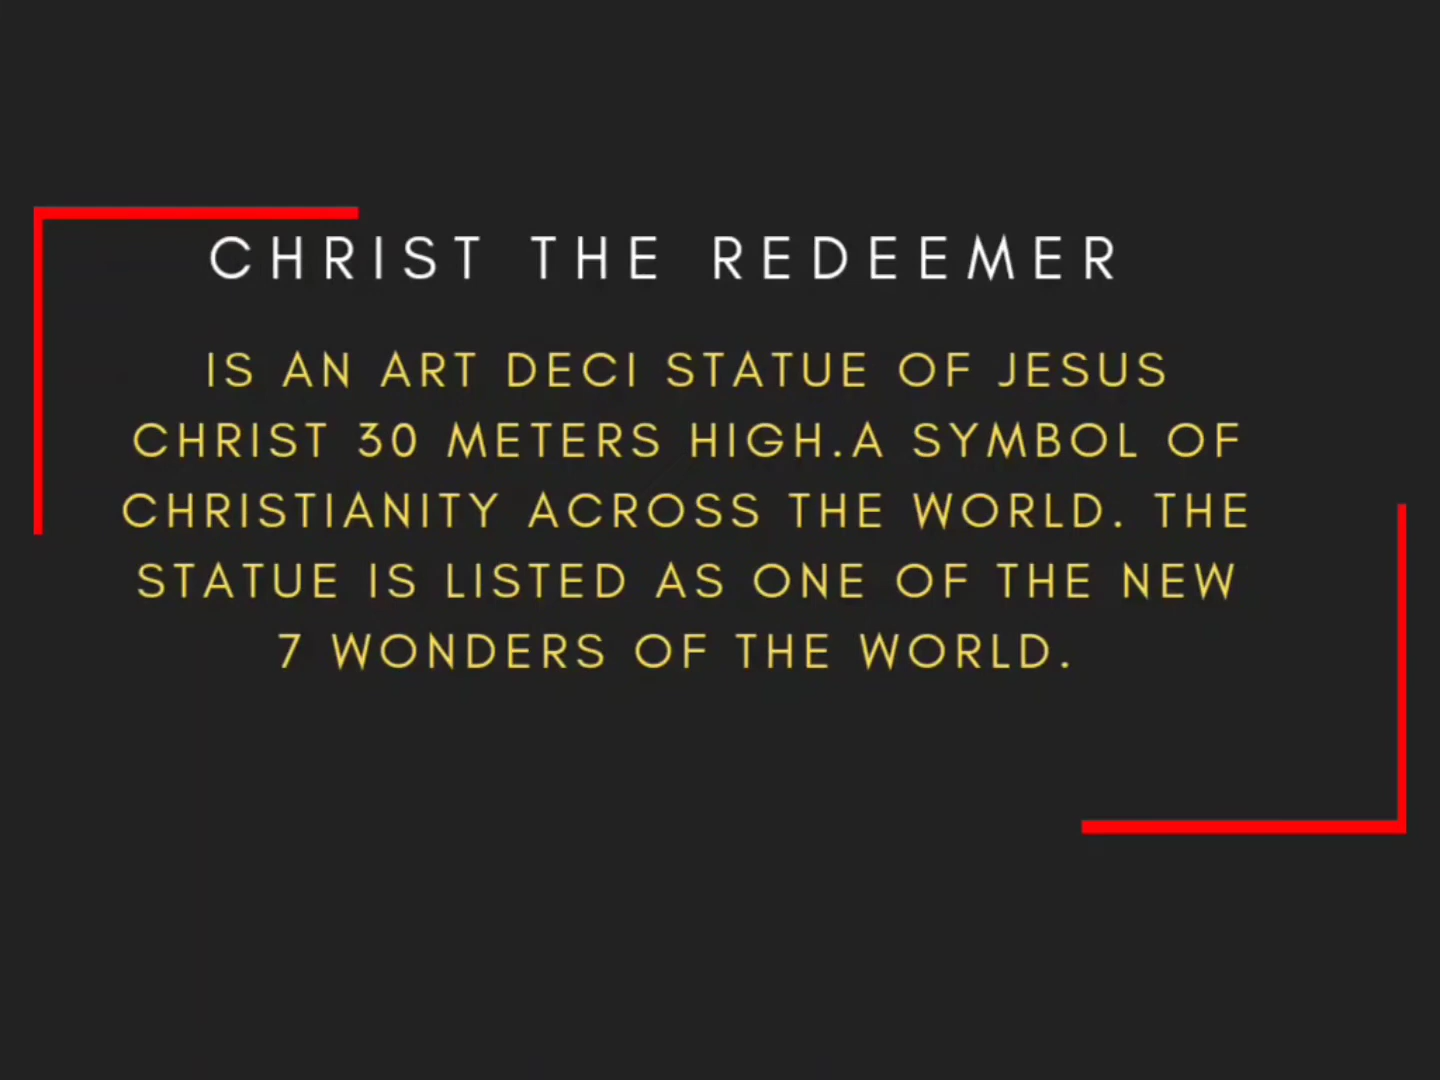 CHRIST THE REDEEMER
IS AN ART DECI STATUE OF JESUS
CHRIST 30 METERS HIGH.A SYMBOL OF
CHRISTIANITY ACROSS THE WORLD. THE
STATUE IS LISTED AS ONE OF THE NEW
7 WONDERS OF THE WORLD.